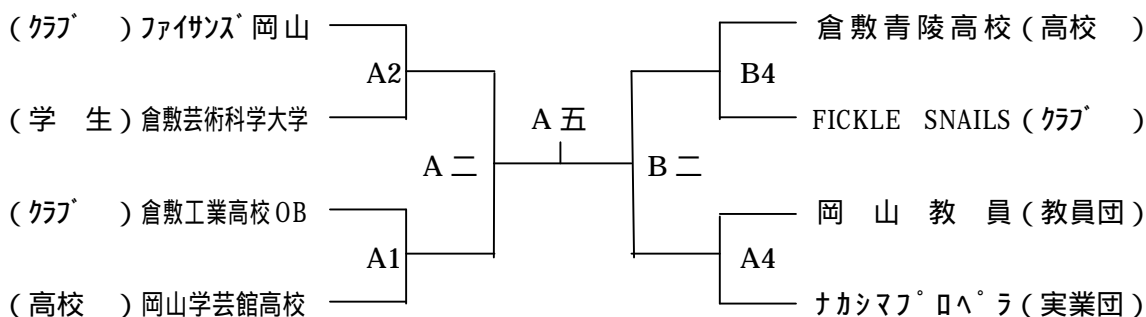 (ｸﾗﾌﾞ ) ﾌｧｲｻﾝｽﾞ岡山
A2
(学 生) 倉敷芸術科学大学
A二
(ｸﾗﾌﾞ ) 倉敷工業高校OB
A1
(高校 ) 岡山学芸館高校
A五
倉敷青陵高校 (高校 )
B4
FICKLE SNAILS (ｸﾗﾌﾞ )
B二
岡 山 教 員 (教員団)
A4
ﾅｶｼﾏﾌﾟﾛﾍﾟﾗ (実業団)